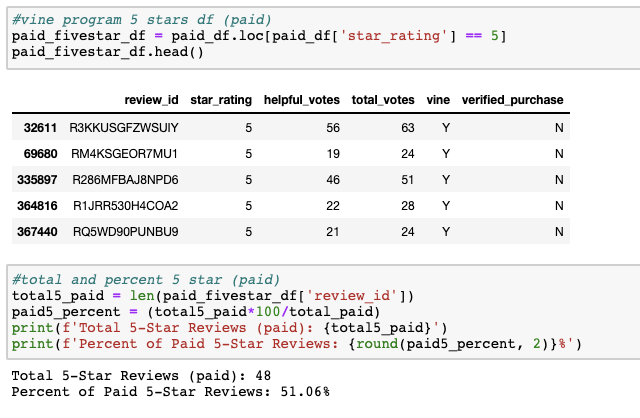 #vine program 5 stars df (paid)
paid_fivestar_df = paid_df.loc[paid_df['star_rating'] == 5]
paid_fivestar_df.head()
review_id star_rating helpful_votes total_votes vine verified_purchase
32611 R3KKUSGFZWSUIY 5 56 63 Y N
69680 RM4KSGEOR7MU1 5 19 24 Y N
335897 R286MFBAJ8NPD6 5 46 51 Y N
364816 R1JRR530H4COA2 5 22 28 Y N
367440 RQ5WD90PUNBU9 5 21 24 Y N
#total and percent 5 star (paid)
total5_paid = len(paid_fivestar_df['review_id'])
paid5_percent = (total5_paid*100/total_paid)
print(f'Total 5-Star Reviews (paid): {total5_paid}')
print(f'Percent of Paid 5-Star Reviews: {round(paid5_percent, 2)}%')
Total 5-Star Reviews (paid): 48
Percent of Paid 5-Star Reviews: 51.06%